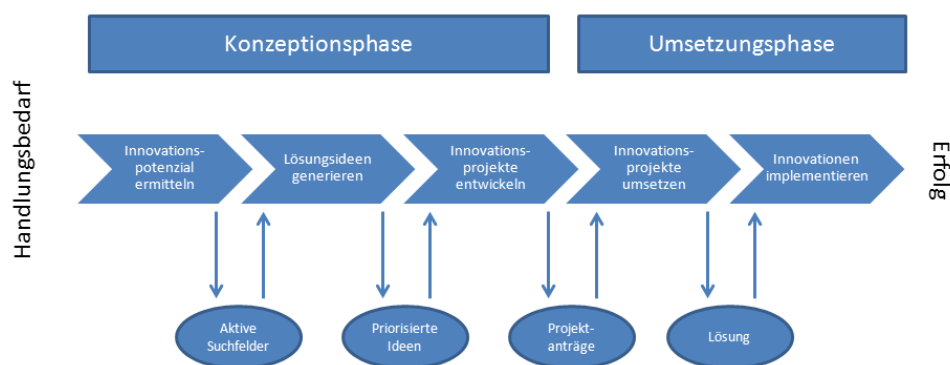 Konzeptionsphase
Umsetzungsphase
Handlungsbedarf
Innovations-
potenzial
ermitteln
Lösungsideen
generieren
Innovations-
projekte
entwickeln
Innovations-
projekte
umsetzen
Innovationen
implementieren
Erfolg
Aktive
Suchfelder
Priorisierte
Ideen
Projekt-
anträge
Lösung